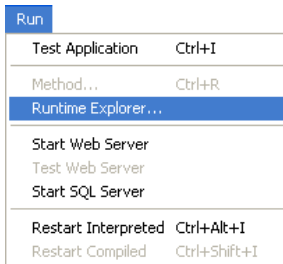 Run
Test Application Ctrl+I
Method... Ctrl+R
Runtime Explorer...
Start Web Server
Test Web Server
Start SQL Server
Restart Interpreted Ctrl+Alt+I
Restart Compiled Ctrl+Shift+I